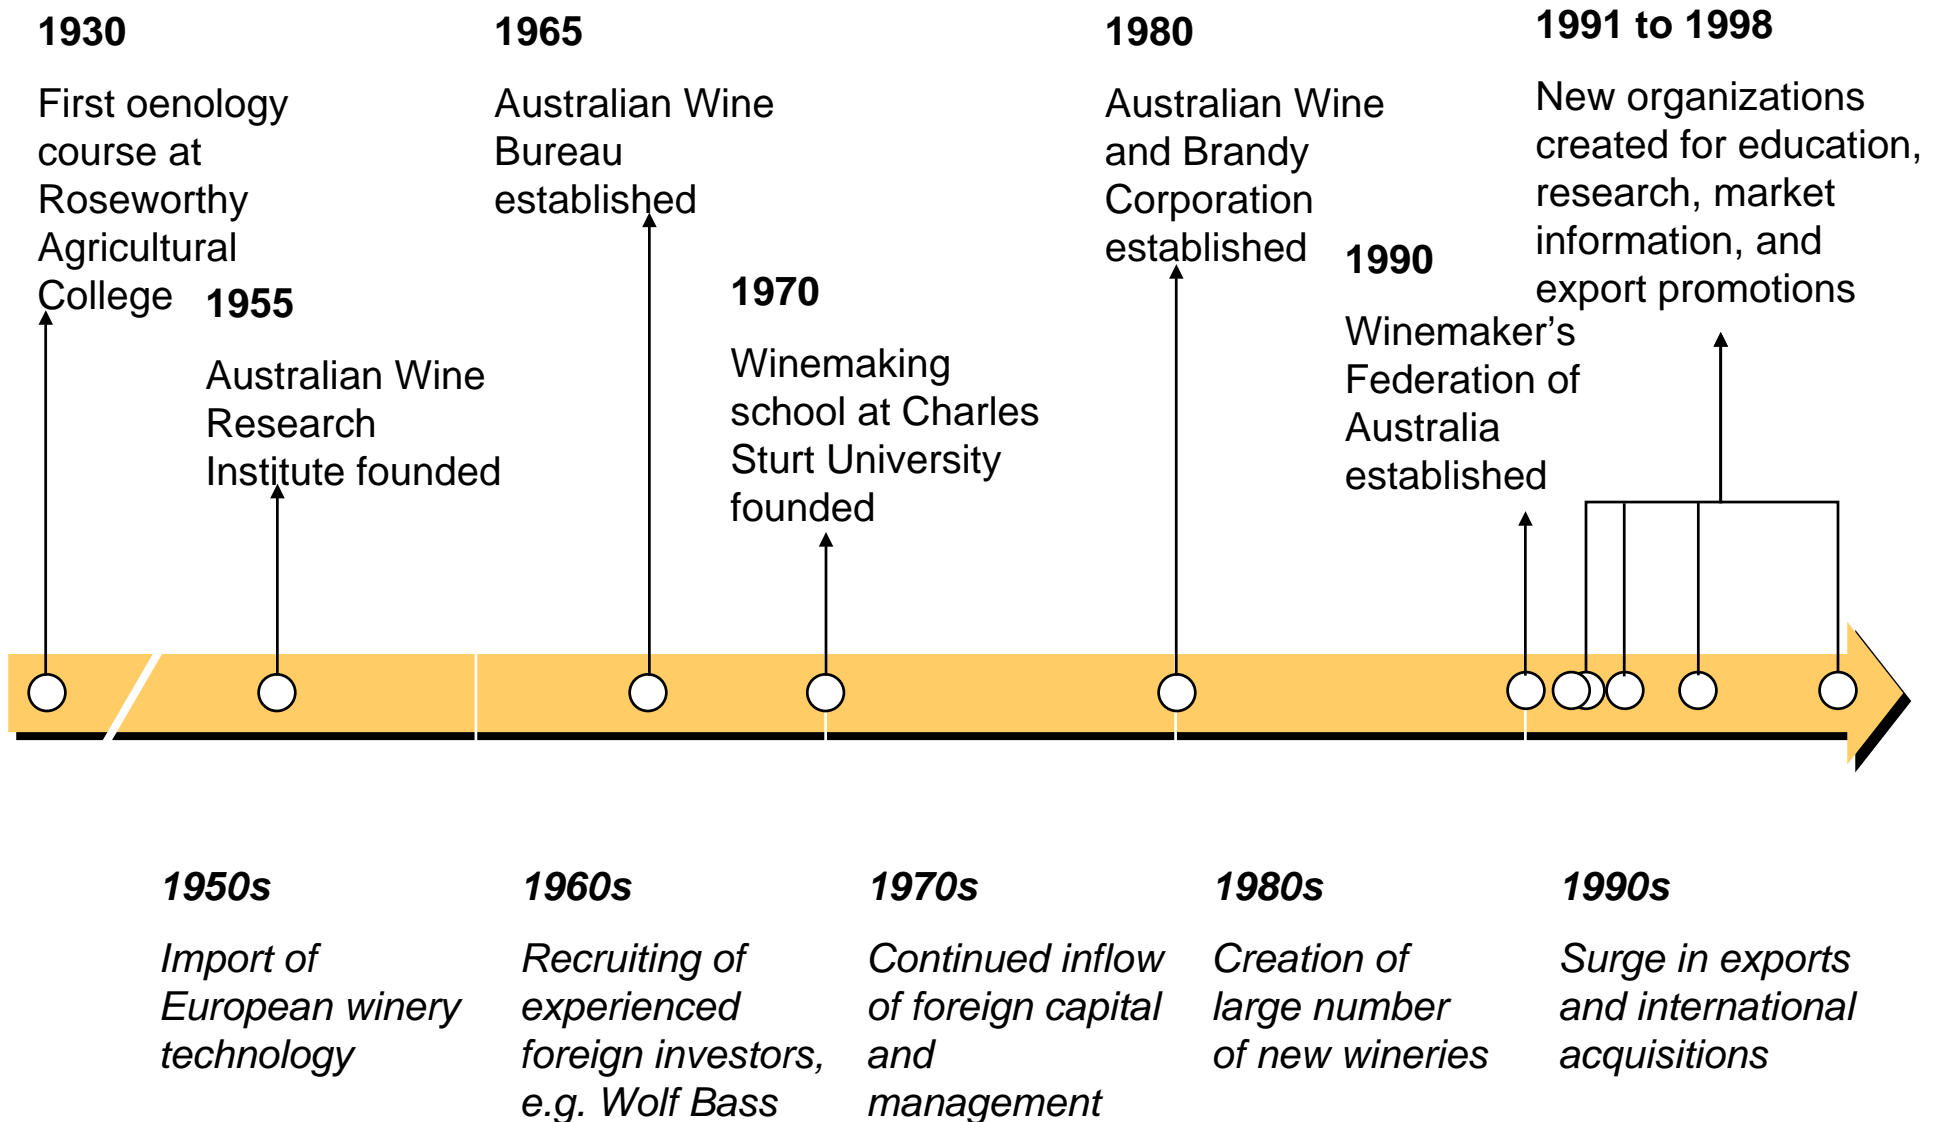 1930
First oenology
course at
Roseworthy
Agricultural
College
1955
Australian Wine
Research
Institute founded
1965
Australian Wine
Bureau
established
1970
Winemaking
school at Charles
Sturt University
founded
1980
Australian Wine
and Brandy
Corporation
established
1990
Winemaker’s
Federation of
Australia
established
1991 to 1998
New organizations
created for education,
research, market
information, and
export promotions
1950s
Import of
European winery
technology
1960s
Recruiting of
experienced
foreign investors,
e.g. Wolf Bass
1970s
Continued inflow
of foreign capital
and
management
1980s
Creation of
large number
of new wineries
1990s
Surge in exports
and international
acquisitions